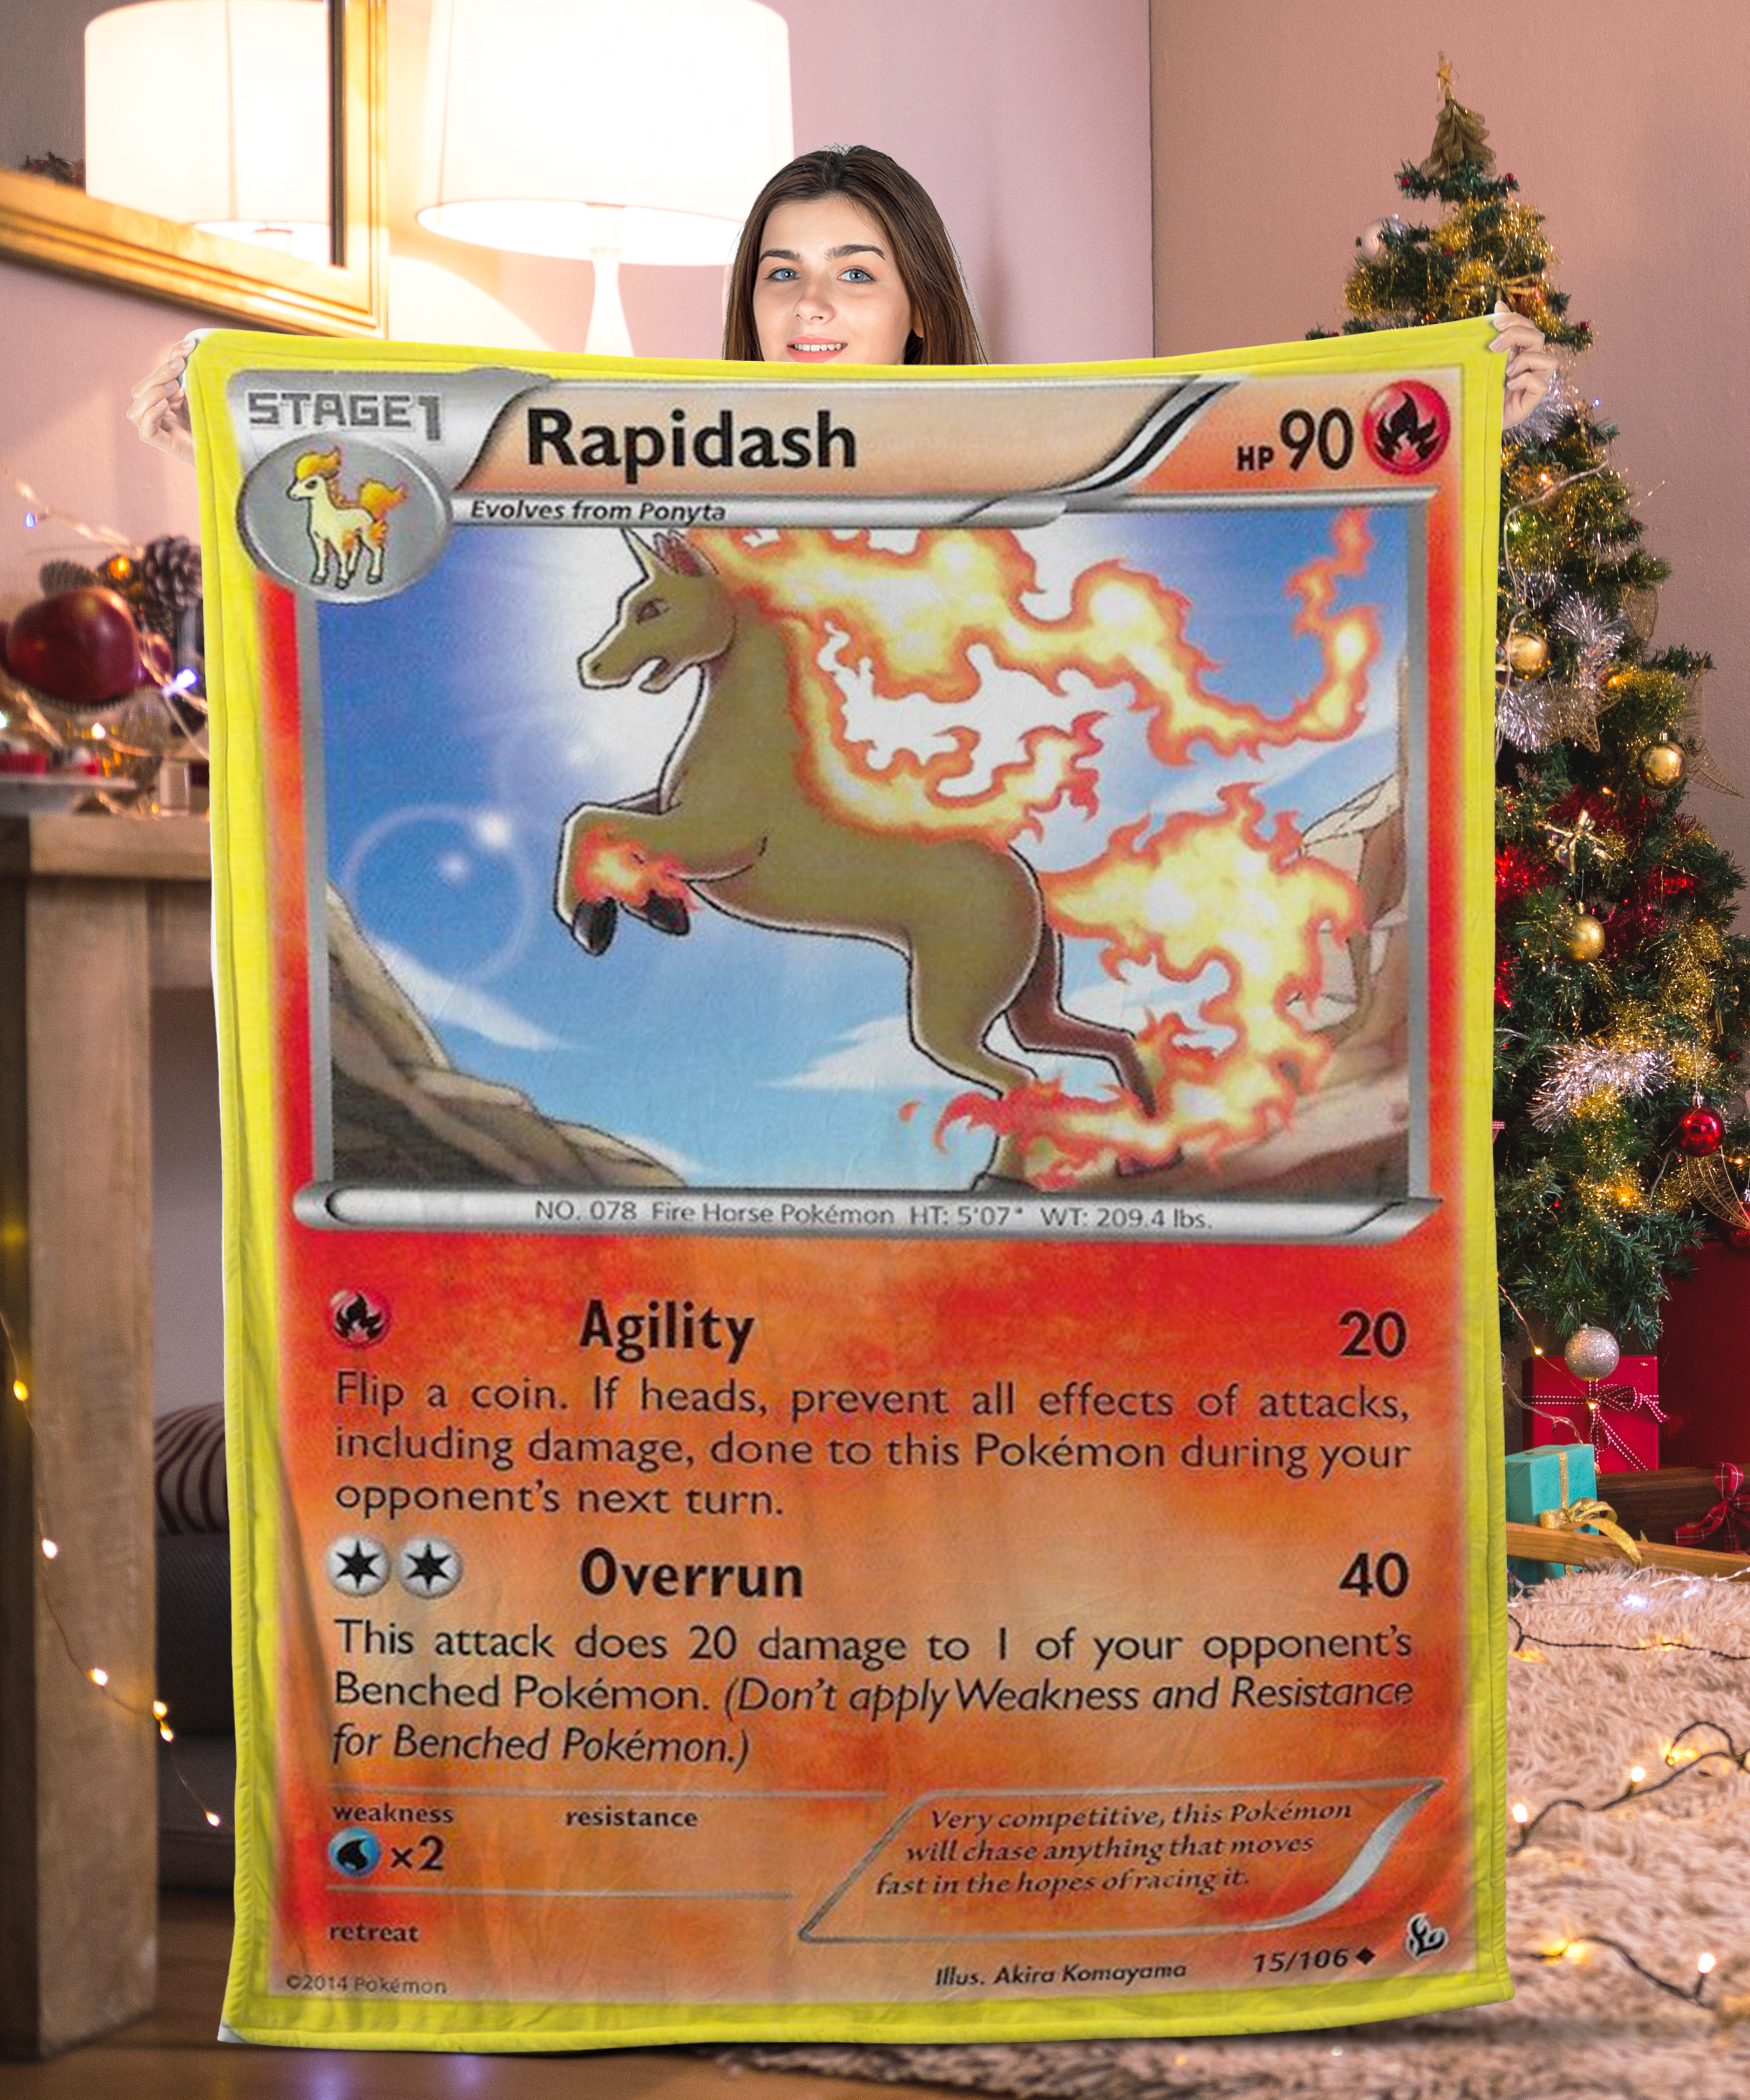 STAGE1
Rapidash
HP 90
Evolves from Ponyta
NO. 078 Fire Horse Pokémon HT: 5'07" WT: 209.4 lbs.
Agility 20
Flip a coin. If heads, prevent all effects of attacks,
including damage, done to this Pokémon during your
opponent's next turn.
Overrun 40
This attack does 20 damage to 1 of your opponent's
Benched Pokémon. (Don't apply Weakness and Resistance
for Benched Pokémon.)
weakness resistance
×2
Very competitive, this Pokémon
will chase anything that moves
fast in the hopes of racing it.
retreat
Illus. Akira Komayama 15/106
©2014 Pokémon